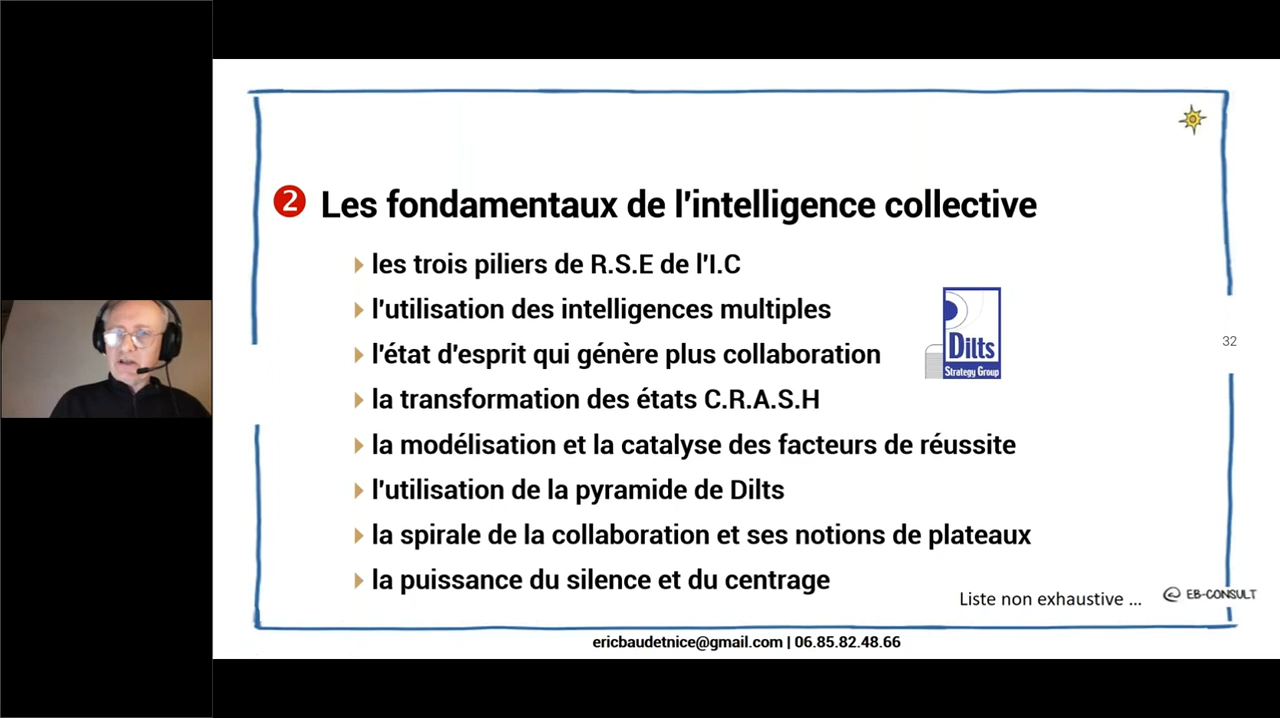 ❷ Les fondamentaux de l'intelligence collective
les trois piliers de R.S.E de l'I.C
l'utilisation des intelligences multiples
l'état d'esprit qui génère plus collaboration
la transformation des états C.R.A.S.H
la modélisation et la catalyse des facteurs de réussite
l'utilisation de la pyramide de Dilts
la spirale de la collaboration et ses notions de plateaux
la puissance du silence et du centrage
Dilts
Strategy Group
32
Liste non exhaustive ...
@ EB-CONSULT
ericbaudetnice@gmail.com | 06.85.82.48.66